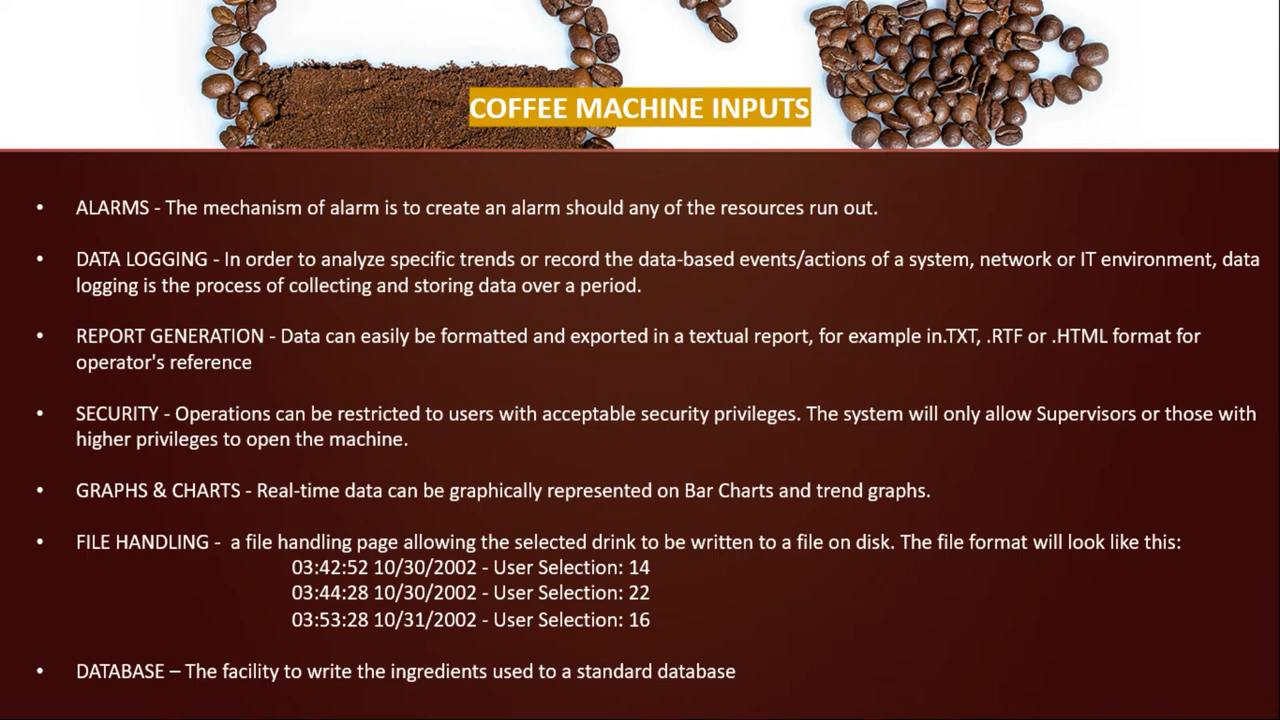 COFFEE MACHINE INPUTS
• ALARMS - The mechanism of alarm is to create an alarm should any of the resources run out.
• DATA LOGGING - In order to analyze specific trends or record the data-based events/actions of a system, network or IT environment, data
logging is the process of collecting and storing data over a period.
• REPORT GENERATION - Data can easily be formatted and exported in a textual report, for example in.TXT, .RTF or .HTML format for
operator's reference
• SECURITY - Operations can be restricted to users with acceptable security privileges. The system will only allow Supervisors or those with
higher privileges to open the machine.
• GRAPHS & CHARTS - Real-time data can be graphically represented on Bar Charts and trend graphs.
• FILE HANDLING -  a file handling page allowing the selected drink to be written to a file on disk. The file format will look like this:
03:42:52 10/30/2002 - User Selection: 14
03:44:28 10/30/2002 - User Selection: 22
03:53:28 10/31/2002 - User Selection: 16
• DATABASE – The facility to write the ingredients used to a standard database